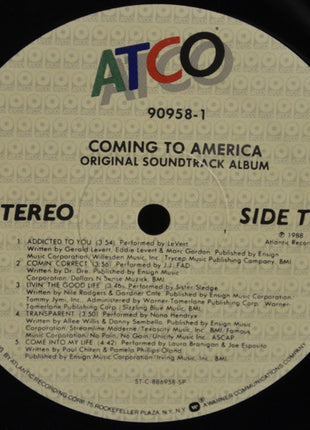 ATCO
90958-1
COMING TO AMERICA
ORIGINAL SOUNDTRACK ALBUM
STEREO SIDE T
℗ 1988
Atlantic Recor
1. ADDICTED TO YOU (3:54) Performed by LeVert
Written by Gerald Levert, Eddie Levert & Marc Gordon, Published by Ensign
Music Corporation, Willesden Music, Inc. Trycep Music Publishing Company, BMI.
2. COMIN' CORRECT (3:56) Performed by J.J. FAD
Written by Dr. Dre. Published by Ensign Music
Corporation, Dollars N Sense Muzick, BMI.
3. LIVIN' THE GOOD LIFE (3:46) Performed by Sister Sledge
Written by Nile Rodgers & Gardner Cole. Published by Ensign Music Corporation,
Tommy Jym, Inc. Administered by Warner-Tamerlane Publishing Corp. Warner
Tamerlane Publishing Corp / Sizzling Blue Music, BMI.
4. TRANSPARENT (3:51) Performed by Nona Hendryx
Written by Allee Willis & Danny Sembello. Published by Ensign Music
Corporation, Streamline Moderne, Texascity Music, Inc. BMI, Famous
Music Corporation, No Pain, No Gain, Unicity Music, Inc. ASCAP
5. COME INTO MY LIFE (4:42) Performed by Laura Branigan and Joe Esposito
Written by Paul Chiten & Pamela Phillips-Oland
Published by Ensign Music Corporation/Irving Music, Inc. BMI.
ST-C-886958-SP
BY ATLANTIC RECORDING CORP. 75 ROCKEFELLER PLAZA, N.Y., N.Y. A WARNER COMMUNICATIONS COMPANY